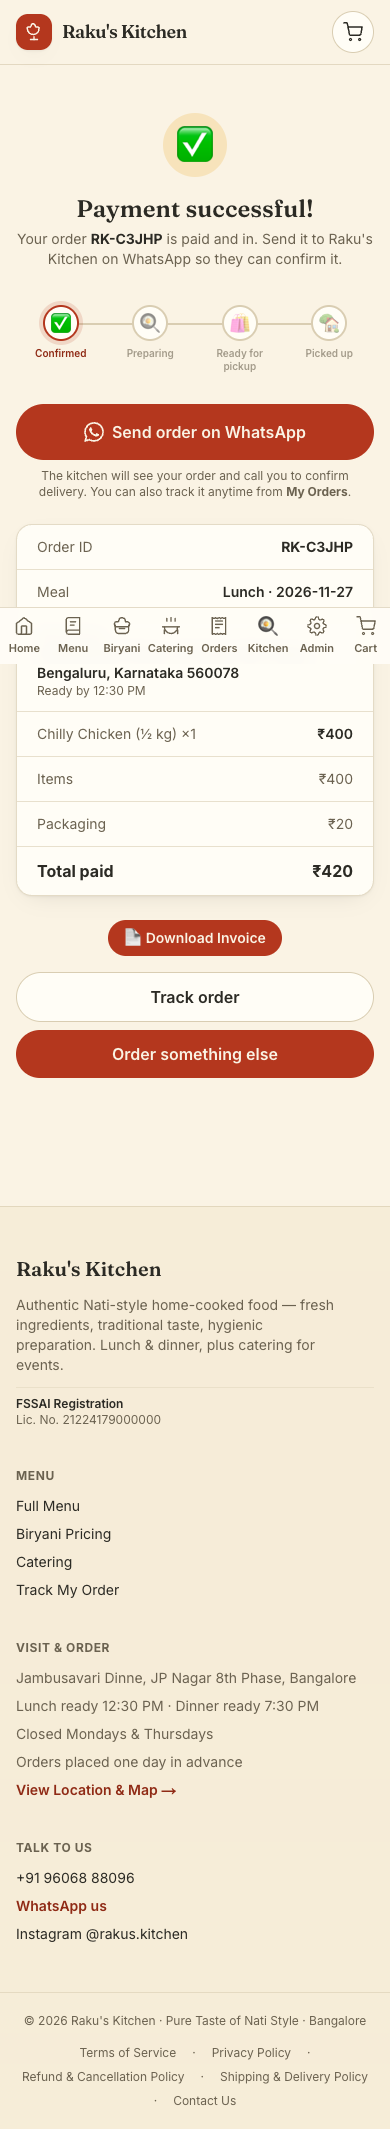 Raku's Kitchen
Payment successful!
Your order RK-C3JHP is paid and in. Send it to Raku's
Kitchen on WhatsApp so they can confirm it.
Confirmed
Preparing
Ready for
pickup
Picked up
Send order on WhatsApp
The kitchen will see your order and call you to confirm
delivery. You can also track it anytime from My Orders.
Order ID RK-C3JHP
Meal Lunch · 2026-11-27
Home Menu Biryani Catering Orders Kitchen Admin Cart
Bengaluru, Karnataka 560078
Ready by 12:30 PM
Chilly Chicken (½ kg) ×1 ₹400
Items ₹400
Packaging ₹20
Total paid ₹420
Download Invoice
Track order
Order something else
Raku's Kitchen
Authentic Nati-style home-cooked food — fresh
ingredients, traditional taste, hygienic
preparation. Lunch & dinner, plus catering for
events.
FSSAI Registration
Lic. No. 21224179000000
MENU
Full Menu
Biryani Pricing
Catering
Track My Order
VISIT & ORDER
Jambusavari Dinne, JP Nagar 8th Phase, Bangalore
Lunch ready 12:30 PM · Dinner ready 7:30 PM
Closed Mondays & Thursdays
Orders placed one day in advance
View Location & Map →
TALK TO US
+91 96068 88096
WhatsApp us
Instagram @rakus.kitchen
© 2026 Raku's Kitchen · Pure Taste of Nati Style · Bangalore
Terms of Service · Privacy Policy ·
Refund & Cancellation Policy · Shipping & Delivery Policy
· Contact Us